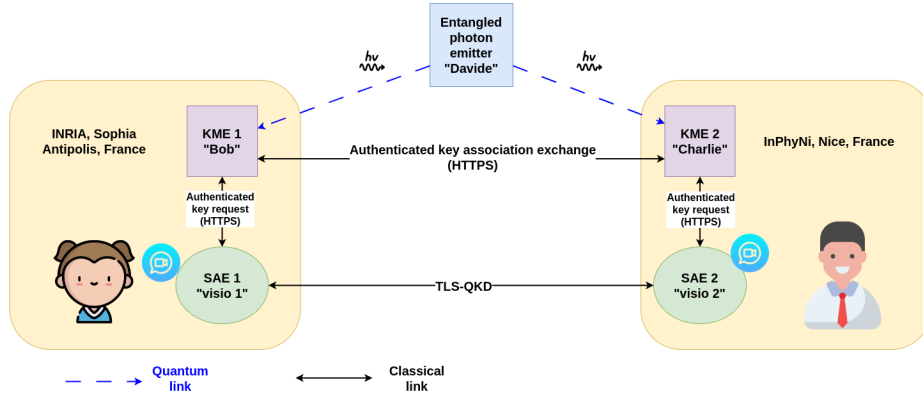 Entangled
photon
emitter
"Davide"
hν
hν
INRIA, Sophia
Antipolis, France
KME 1
"Bob"
Authenticated key association exchange
(HTTPS)
KME 2
"Charlie"
InPhyNi, Nice, France
Authenticated
key request
(HTTPS)
Authenticated
key request
(HTTPS)
SAE 1
"visio 1"
TLS-QKD
SAE 2
"visio 2"
Quantum
link
Classical
link